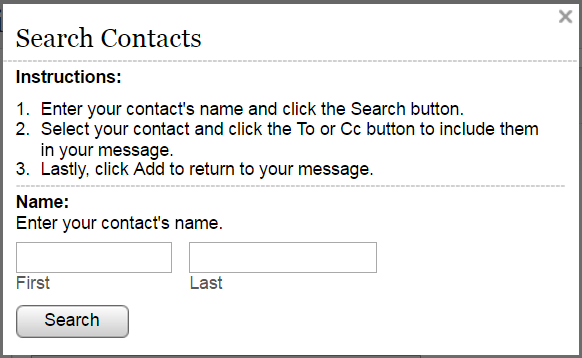 Search Contacts
Instructions:
1. Enter your contact's name and click the Search button.
2. Select your contact and click the To or Cc button to include them
in your message.
3. Lastly, click Add to return to your message.
Name:
Enter your contact's name.
First Last
Search